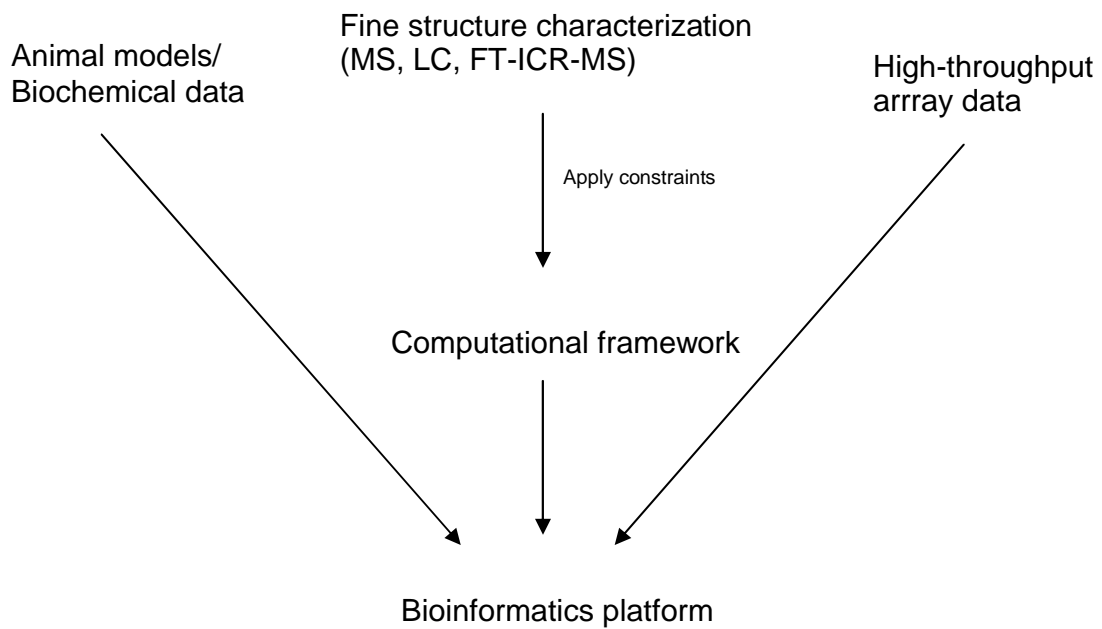 Animal models/
Biochemical data
Fine structure characterization
(MS, LC, FT-ICR-MS)
High-throughput
arrray data
Apply constraints
Computational framework
Bioinformatics platform